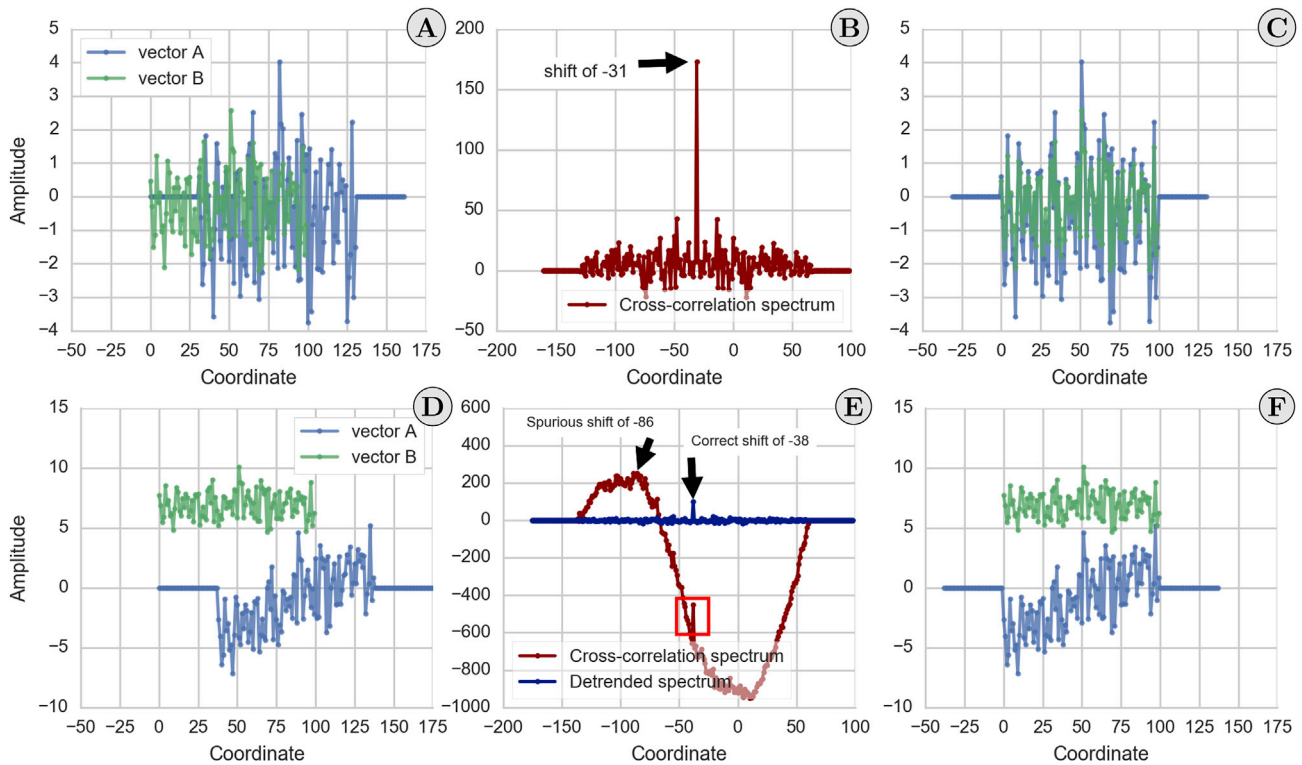 A
B
C
5
4
3
2
1
0
−1
−2
−3
−4
Amplitude
vector A
vector B
−50 −25 0 25 50 75 100 125 175
Coordinate
200
150
100
50
0
−50
shift of -31
Cross-correlation spectrum
−200 −150 −100 −50 0 50 100
Coordinate
5
4
3
2
1
0
−1
−2
−3
−4
−50 −25 0 25 50 75 100 125 175
Coordinate
D
E
F
15
10
5
0
−5
−10
Amplitude
vector A
vector B
−50 −25 0 25 50 75 100 125 175
Coordinate
600
400
200
0
−200
−400
−600
−800
−1000
Spurious shift of -86
Correct shift of -38
Cross-correlation spectrum
Detrended spectrum
−200 −150 −100 −50 0 50 100
Coordinate
15
10
5
0
−5
−10
−50 −25 0 25 50 75 100 125 175
Coordinate